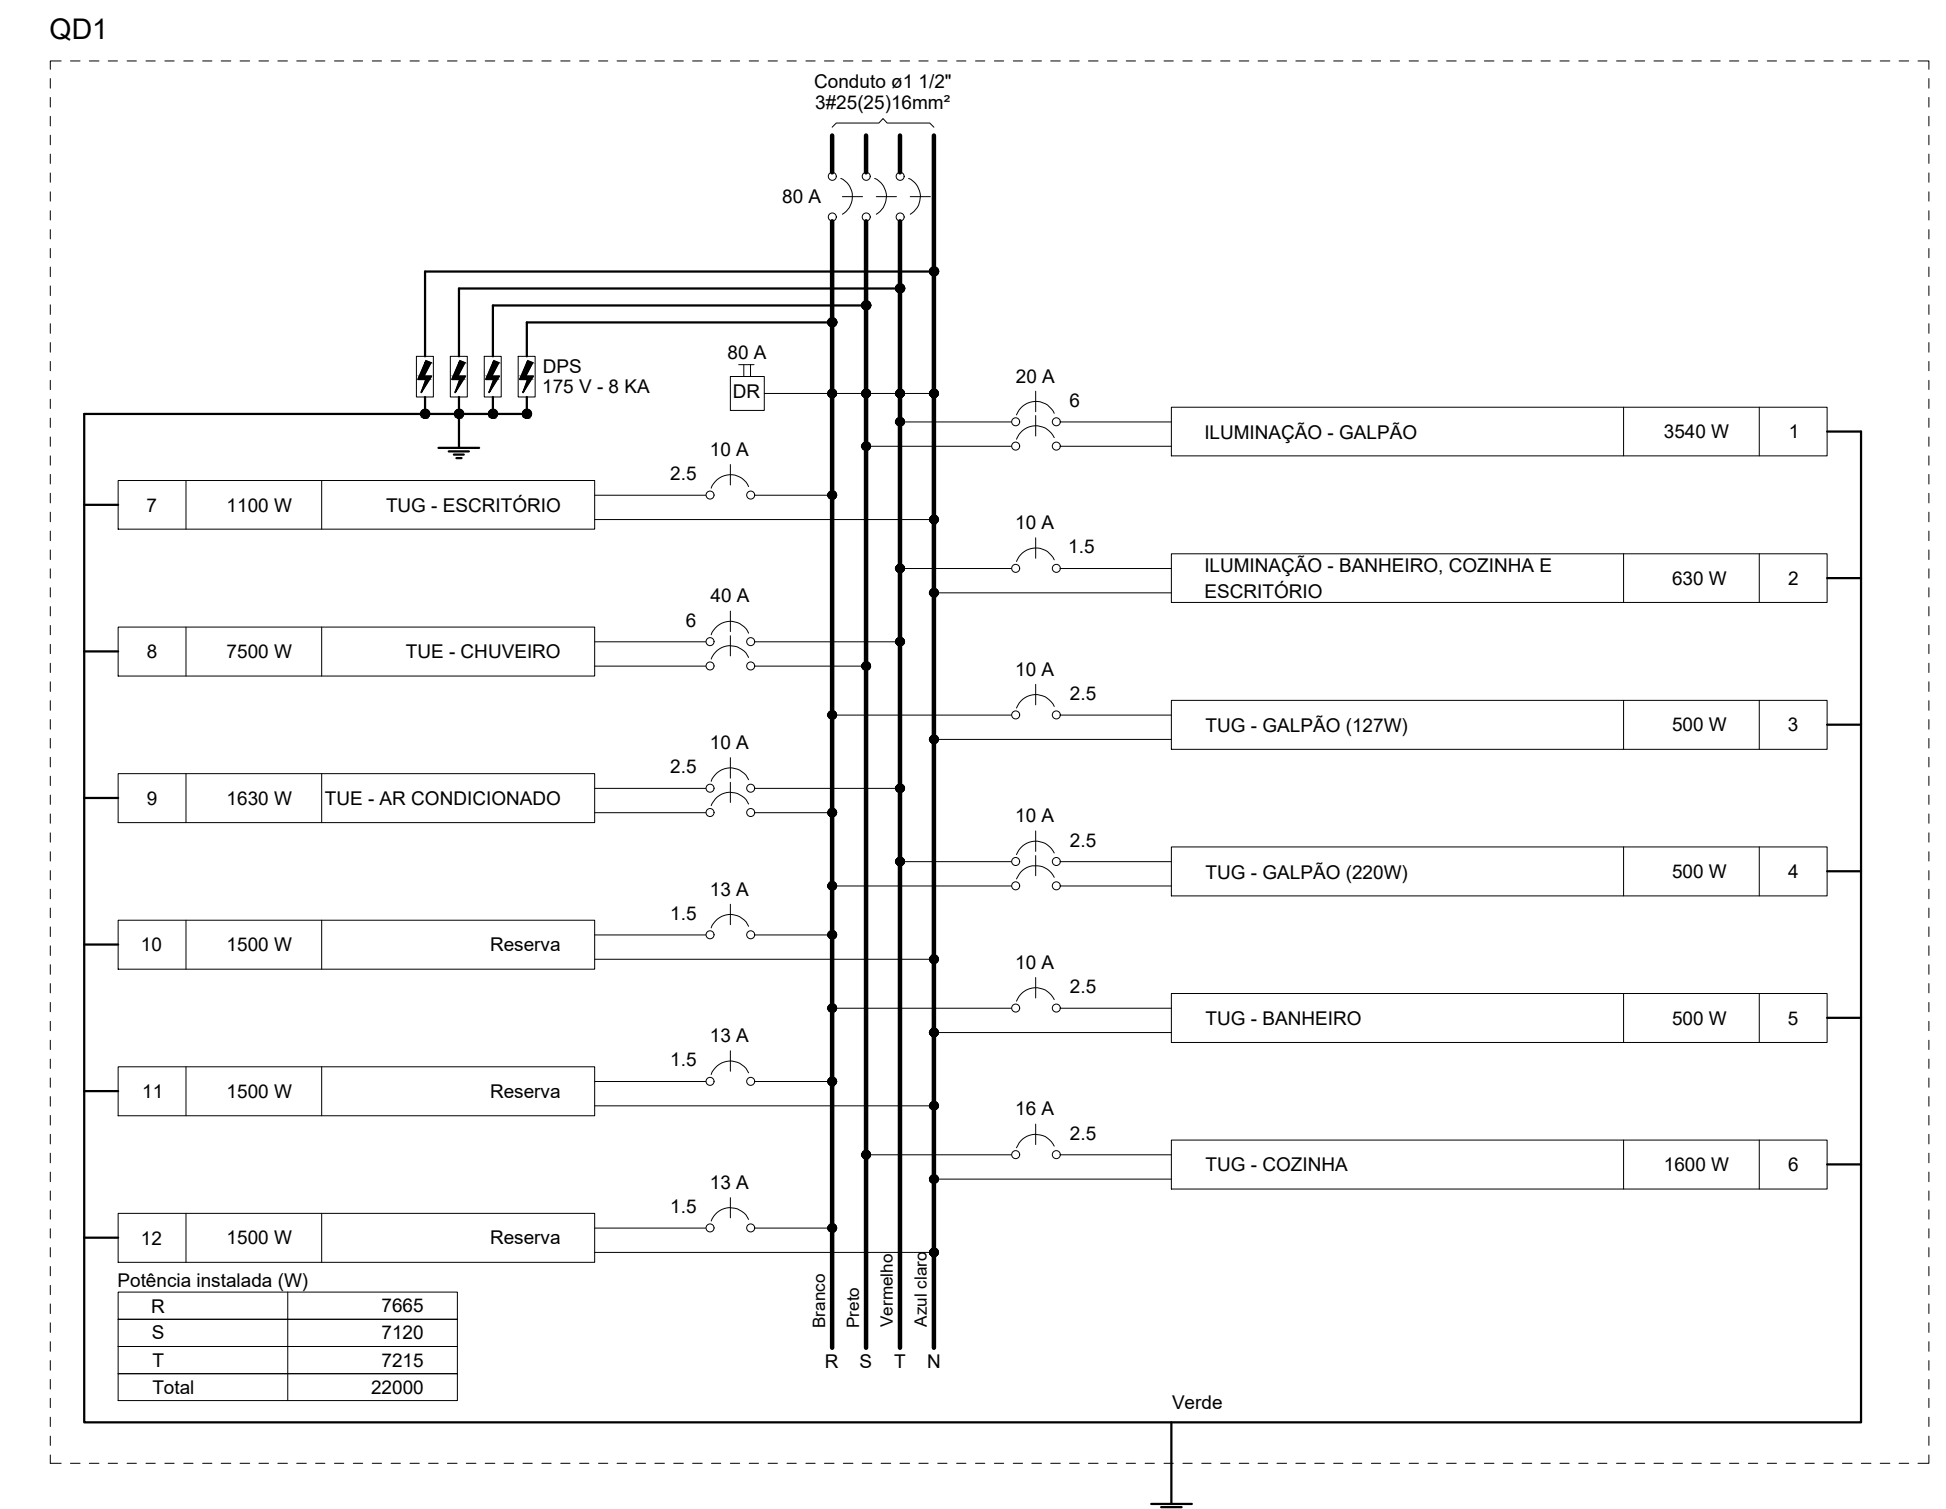 QD1
Conduto ø1 1/2"
3#25(25)16mm²
80 A
DPS
175 V - 8 KA
80 A
DR
20 A
6
ILUMINAÇÃO - GALPÃO
3540 W
1
10 A
2.5
7
1100 W
TUG - ESCRITÓRIO
10 A
1.5
ILUMINAÇÃO - BANHEIRO, COZINHA E
ESCRITÓRIO
630 W
2
40 A
6
8
7500 W
TUE - CHUVEIRO
10 A
2.5
TUG - GALPÃO (127W)
500 W
3
10 A
2.5
9
1630 W
TUE - AR CONDICIONADO
10 A
2.5
TUG - GALPÃO (220W)
500 W
4
13 A
1.5
10
1500 W
Reserva
10 A
2.5
TUG - BANHEIRO
500 W
5
13 A
1.5
11
1500 W
Reserva
16 A
2.5
TUG - COZINHA
1600 W
6
13 A
1.5
12
1500 W
Reserva
Potência instalada (W)
R 7665
S 7120
T 7215
Total 22000
Branco
Preto
Vermelho
Azul claro
R S T N
Verde